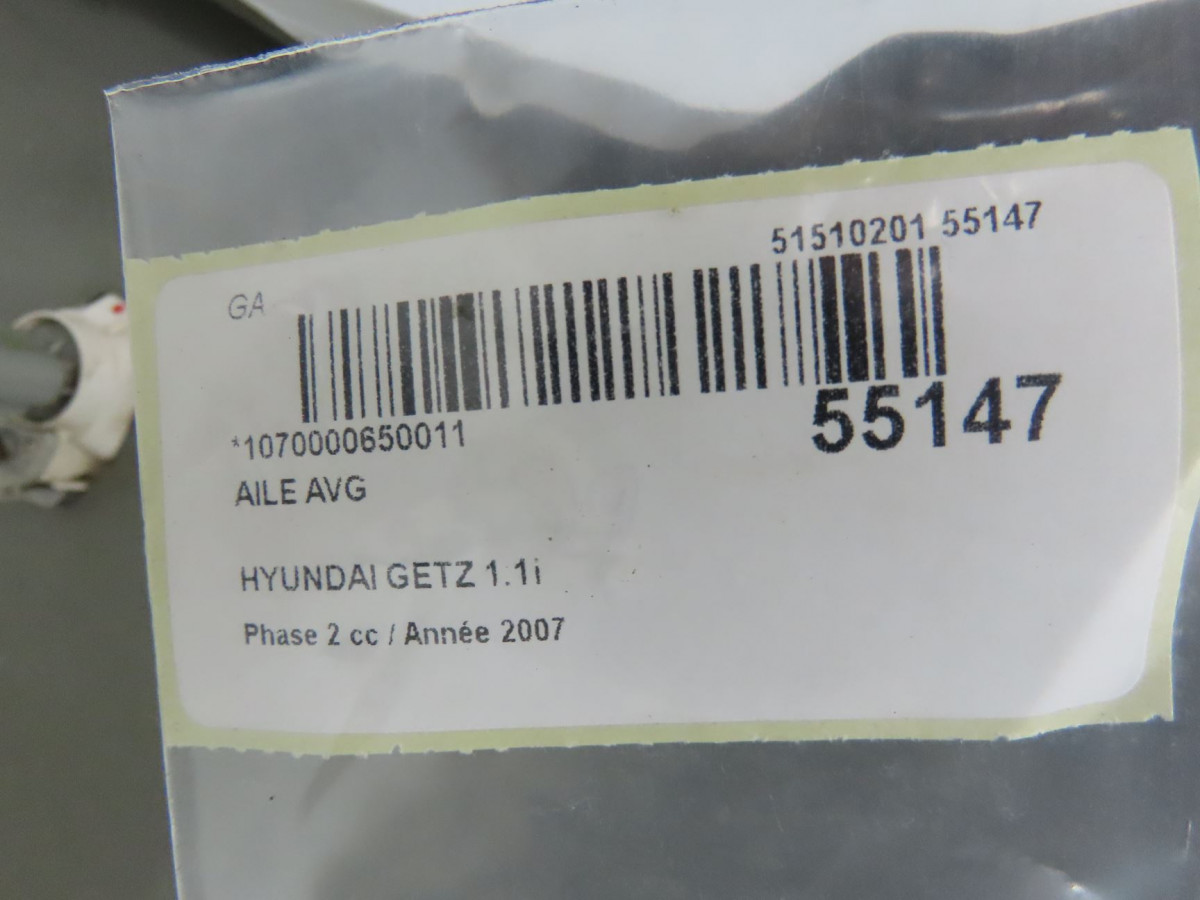 51510201 55147
GA
55147
*1070000650011
AILE AVG
HYUNDAI GETZ 1.1i
Phase 2 cc / Année 2007